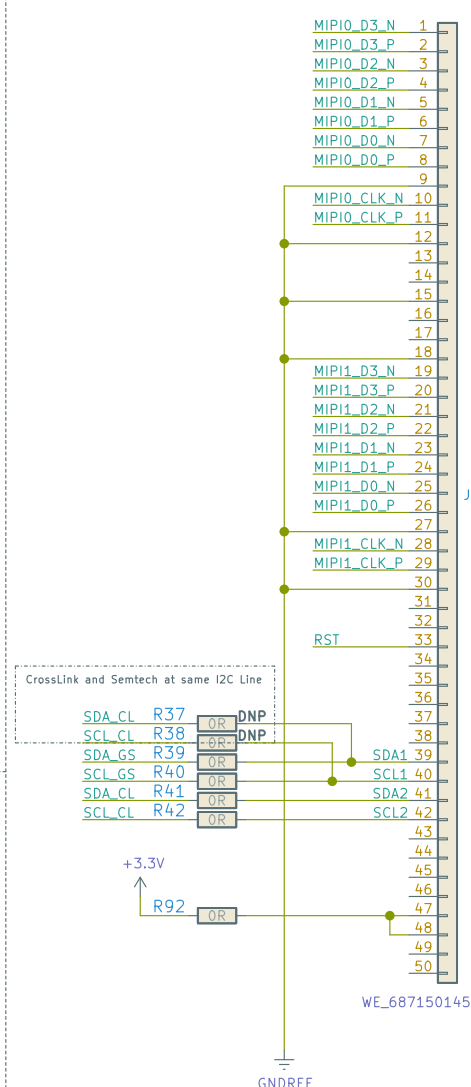 MIPI0_D3_N 1
MIPI0_D3_P 2
MIPI0_D2_N 3
MIPI0_D2_P 4
MIPI0_D1_N 5
MIPI0_D1_P 6
MIPI0_D0_N 7
MIPI0_D0_P 8
9
MIPI0_CLK_N 10
MIPI0_CLK_P 11
12
13
14
15
16
17
18
MIPI1_D3_N 19
MIPI1_D3_P 20
MIPI1_D2_N 21
MIPI1_D2_P 22
MIPI1_D1_N 23
MIPI1_D1_P 24
MIPI1_D0_N 25
MIPI1_D0_P 26
J
27
MIPI1_CLK_N 28
MIPI1_CLK_P 29
30
31
32
RST 33
34
CrossLink and Semtech at same I2C Line 35
36
SDA_CL R37 0R DNP 37
SCL_CL R38 0R DNP 38
SDA_GS R39 0R SDA1 39
SCL_GS R40 0R SCL1 40
SDA_CL R41 0R SDA2 41
SCL_CL R42 0R SCL2 42
43
44
+3.3V
45
46
R92 0R 47
48
49
50
WE_687150145
GNDREF